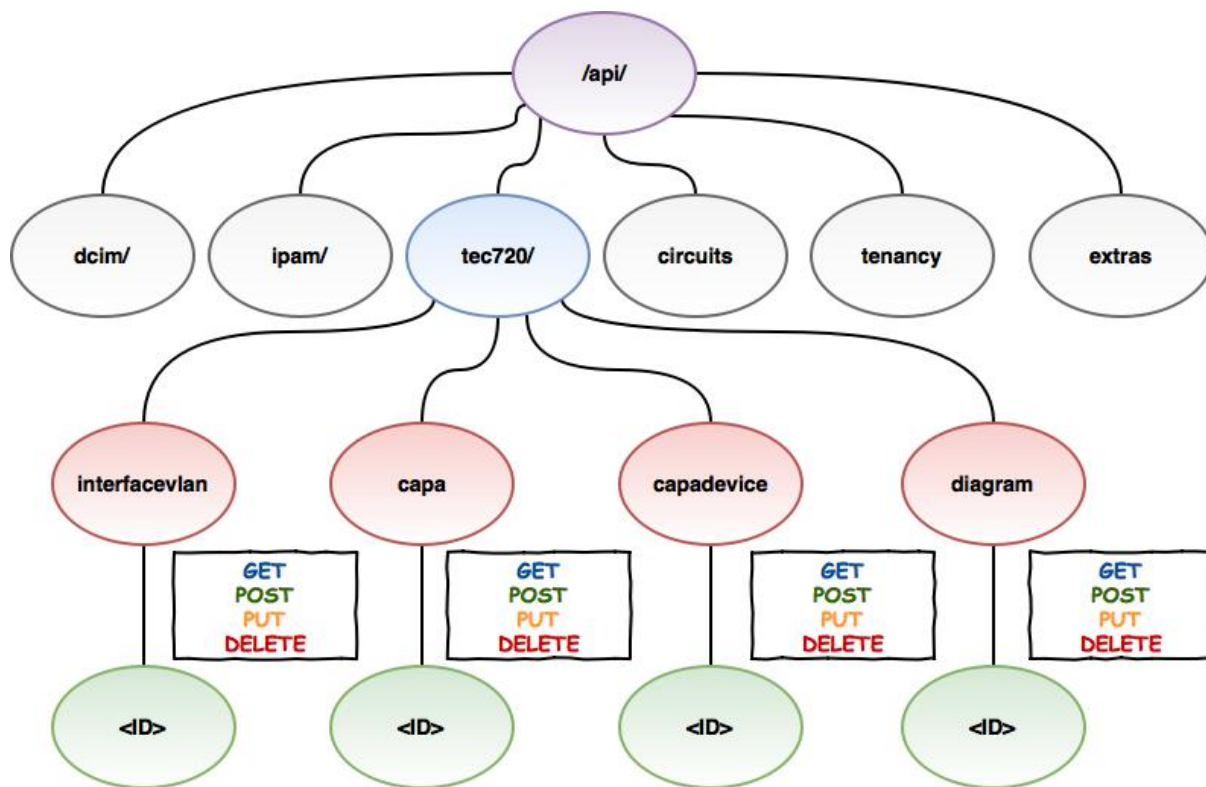 /api/
dcim/
ipam/
tec720/
circuits
tenancy
extras
interfacevlan
capa
capadevice
diagram
GET
POST
PUT
DELETE
GET
POST
PUT
DELETE
GET
POST
PUT
DELETE
GET
POST
PUT
DELETE
<ID>
<ID>
<ID>
<ID>